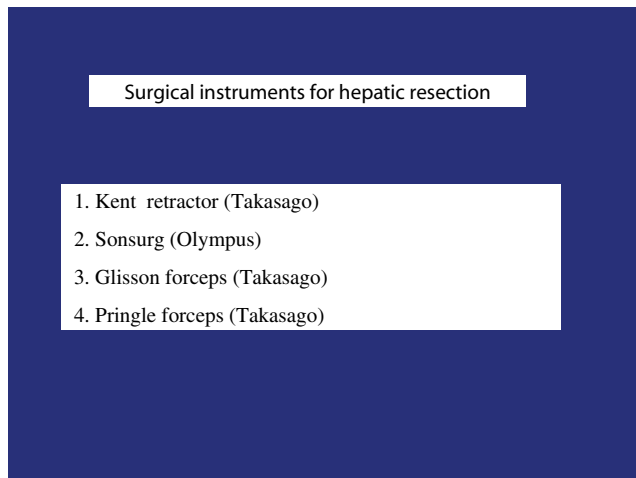 Surgical instruments for hepatic resection
1. Kent  retractor (Takasago)
2. Sonsurg (Olympus)
3. Glisson forceps (Takasago)
4. Pringle forceps (Takasago)